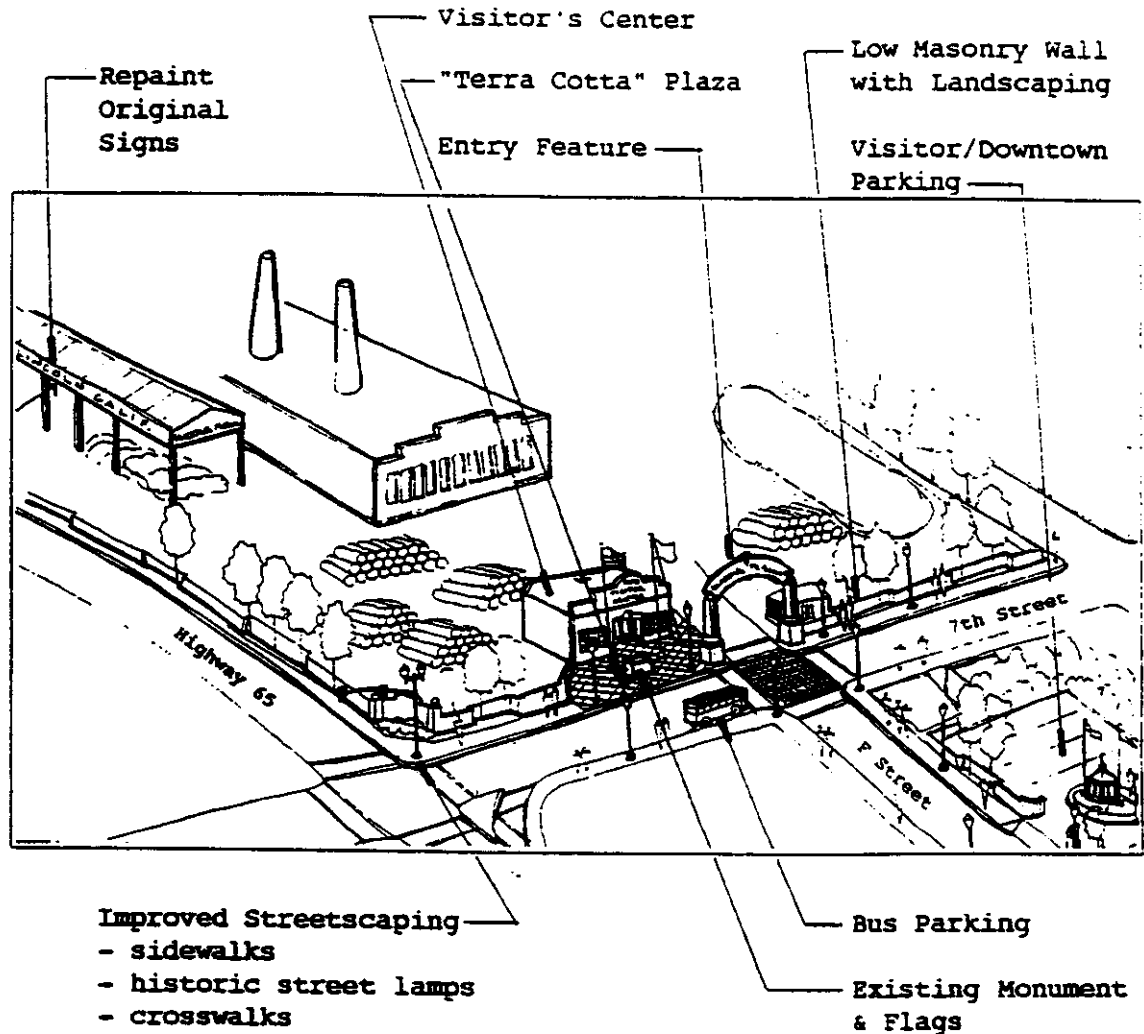 Visitor's Center
Repaint
Original
Signs
"Terra Cotta" Plaza
Low Masonry Wall
with Landscaping
Entry Feature
Visitor/Downtown
Parking
CALIF.
Highway 65
7th Street
F Street
Improved Streetscaping
- sidewalks
- historic street lamps
- crosswalks
Bus Parking
Existing Monument
& Flags